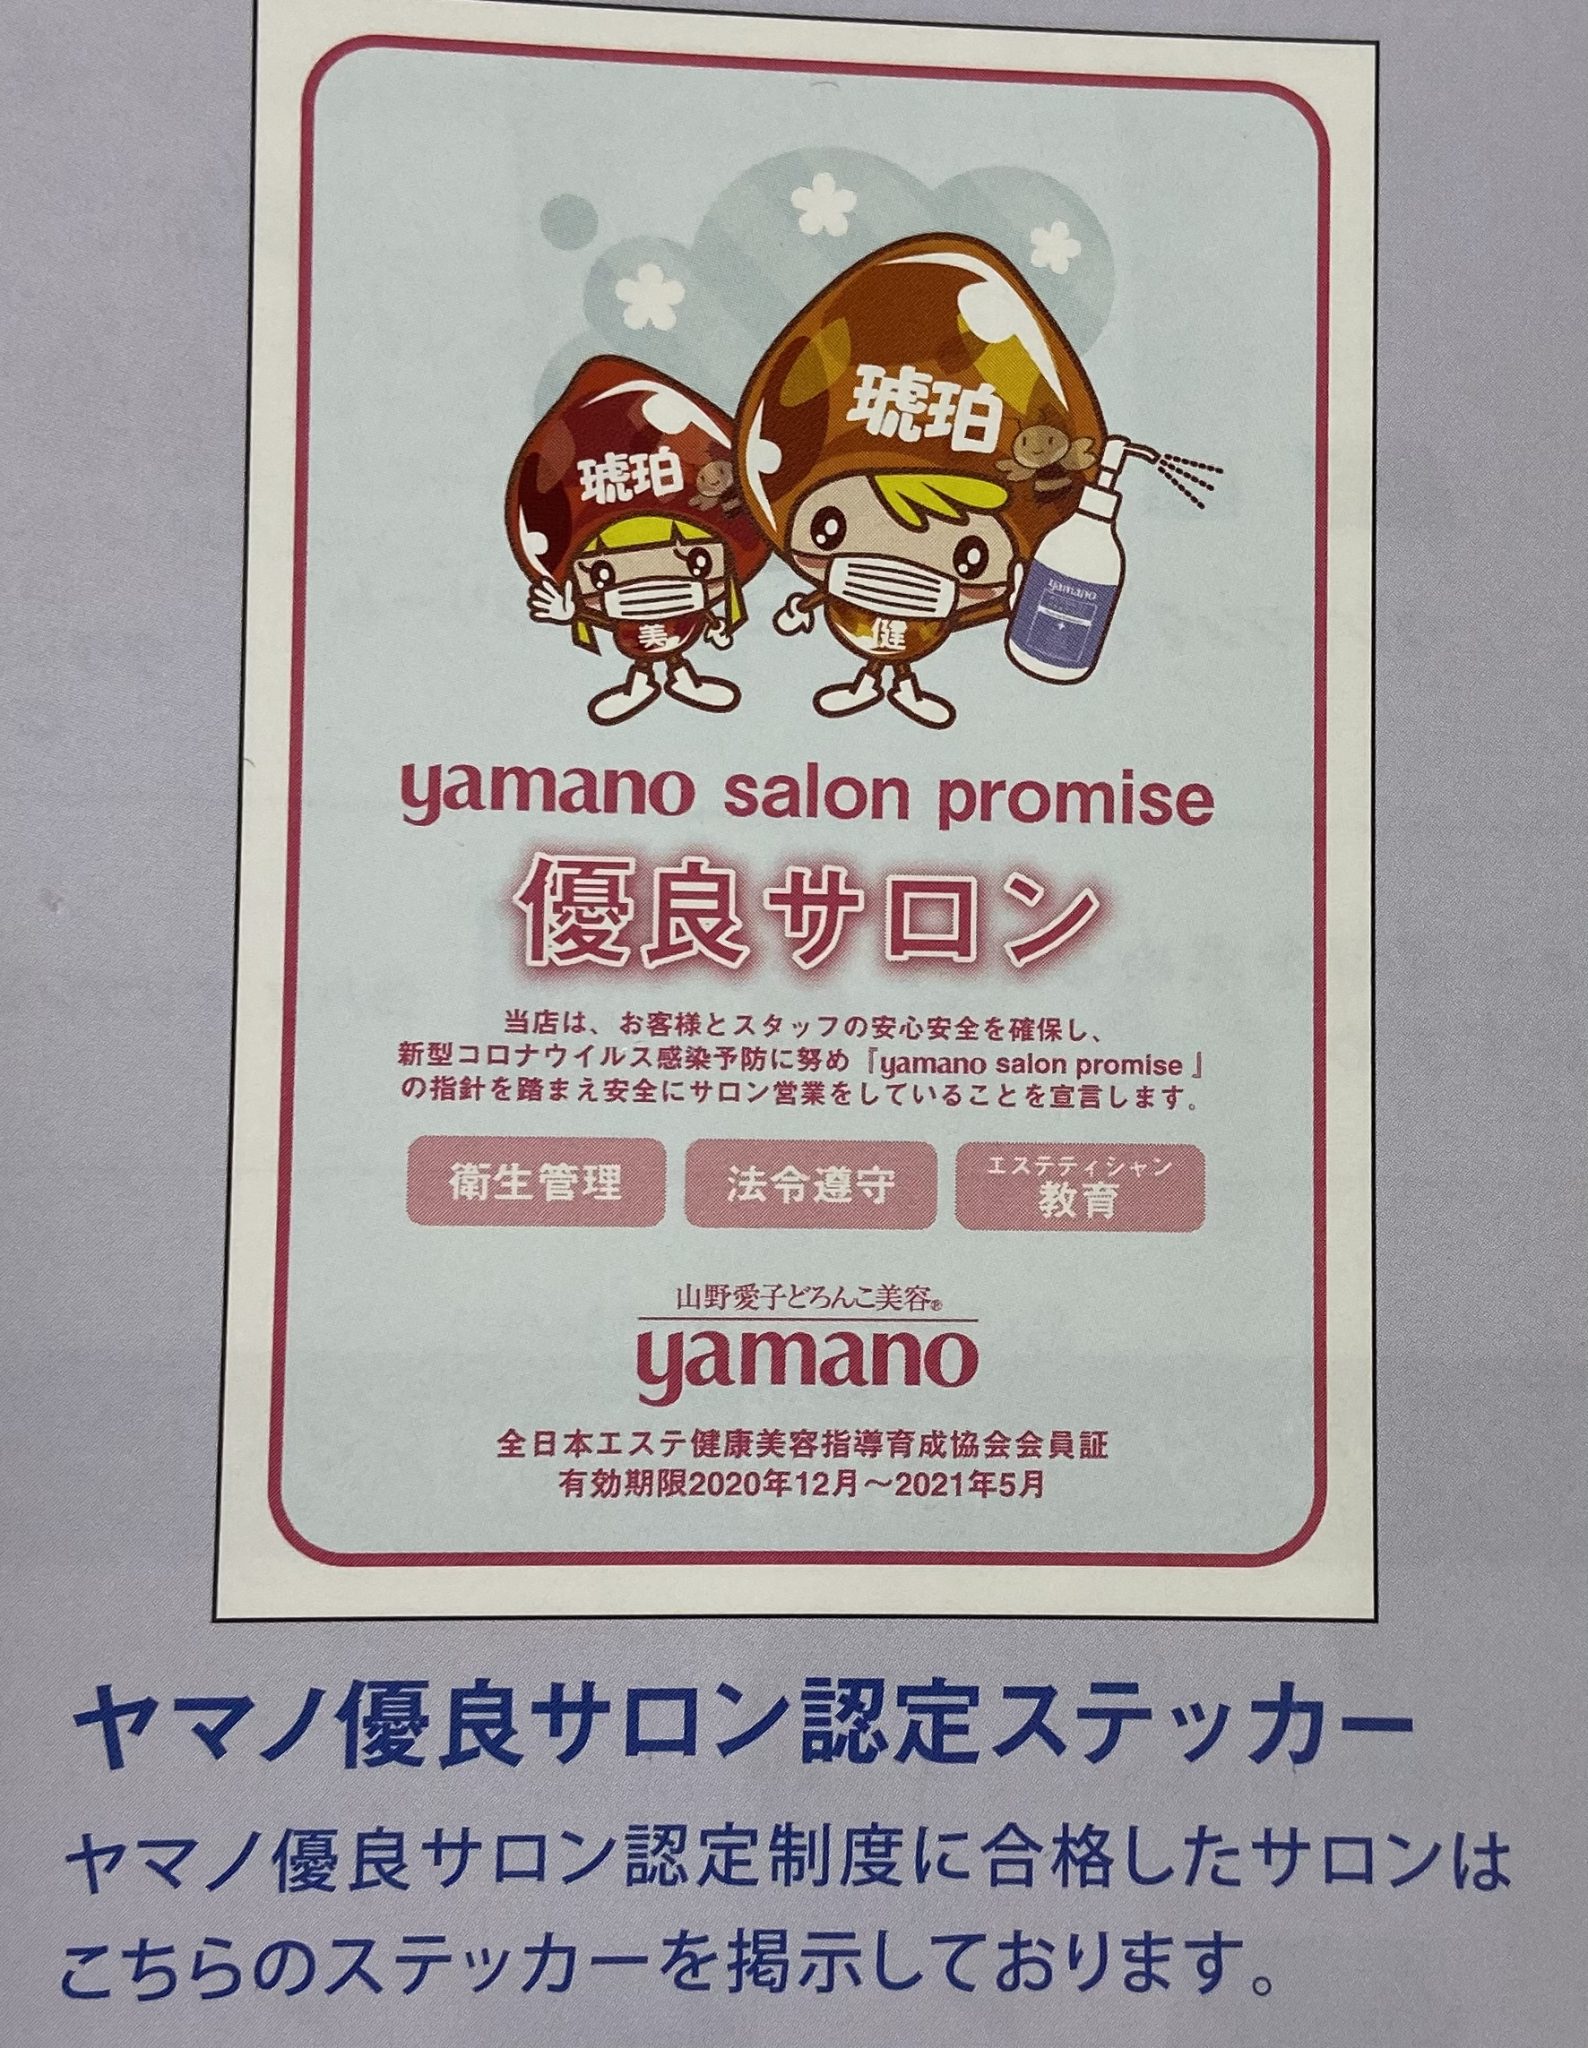 琥珀
琥珀
yamano
美
健
yamano salon promise
優良サロン
当店は、お客様とスタッフの安心安全を確保し、
新型コロナウイルス感染予防に努め『yamano salon promise』
の指針を踏まえ安全にサロン営業をしていることを宣言します。
衛生管理
法令遵守
エステティシャン
教育
山野愛子どろんこ美容®
yamano
全日本エステ健康美容指導育成協会会員証
有効期限2020年12月〜2021年5月
ヤマノ優良サロン認定ステッカー
ヤマノ優良サロン認定制度に合格したサロンは
こちらのステッカーを掲示しております。